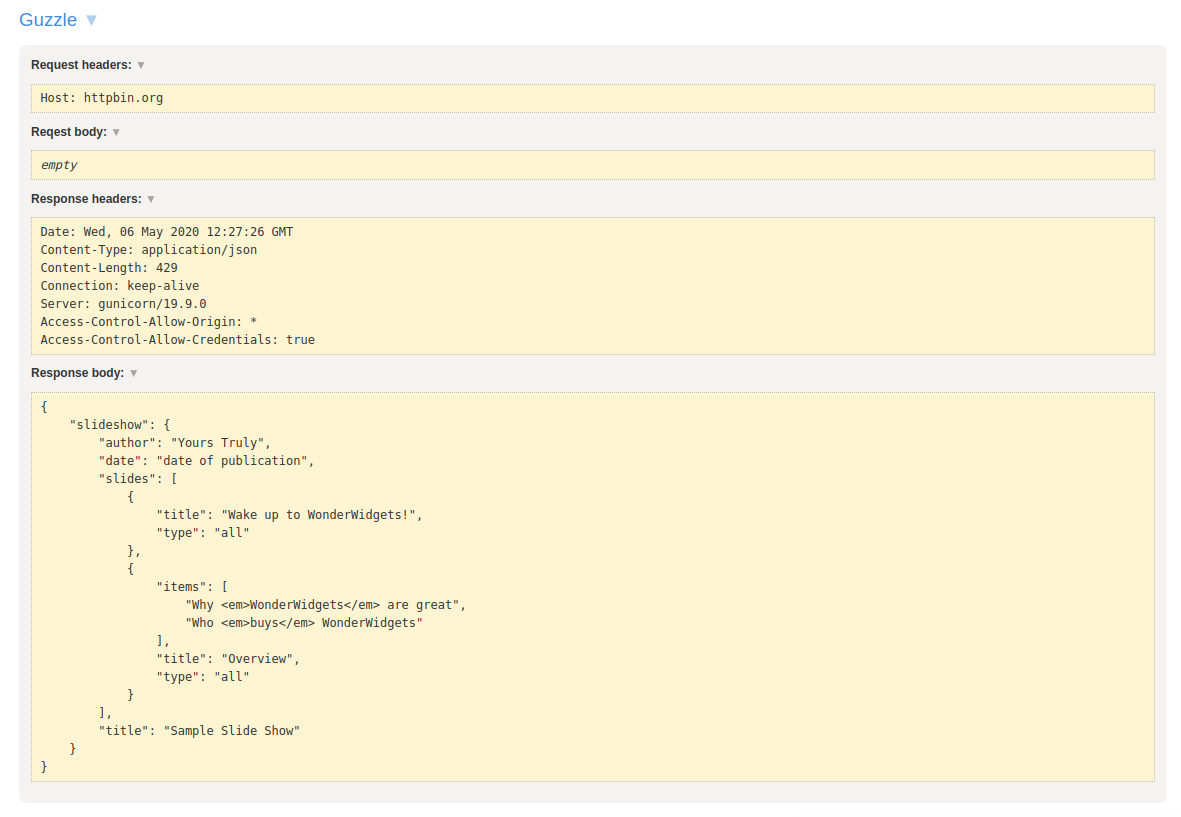 Guzzle ▼
Request headers: ▼
Host: httpbin.org
Reqest body: ▼
empty
Response headers: ▼
Date: Wed, 06 May 2020 12:27:26 GMT
Content-Type: application/json
Content-Length: 429
Connection: keep-alive
Server: gunicorn/19.9.0
Access-Control-Allow-Origin: *
Access-Control-Allow-Credentials: true
Response body: ▼
{
    "slideshow": {
        "author": "Yours Truly",
        "date": "date of publication",
        "slides": [
            {
                "title": "Wake up to WonderWidgets!",
                "type": "all"
            },
            {
                "items": [
                    "Why <em>WonderWidgets</em> are great",
                    "Who <em>buys</em> WonderWidgets"
                ],
                "title": "Overview",
                "type": "all"
            }
        ],
        "title": "Sample Slide Show"
    }
}